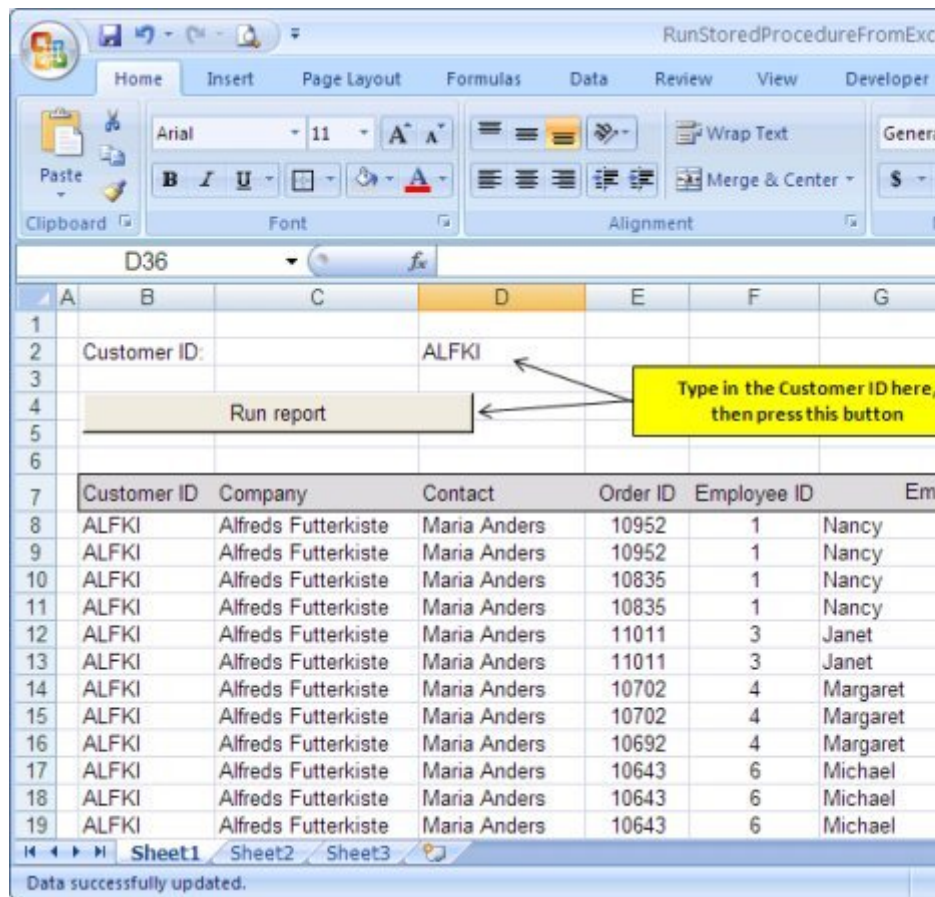 RunStoredProcedureFromExc
Home Insert Page Layout Formulas Data Review View Developer
Paste Arial 11 A A Wrap Text Genera
B I U A Merge & Center $
Clipboard Font Alignment
D36 fx
A B C D E F G
1
2 Customer ID: ALFKI
3
Type in the Customer ID here,
then press this button
4 Run report
5
6
7 Customer ID Company Contact Order ID Employee ID Em
8 ALFKI Alfreds Futterkiste Maria Anders 10952 1 Nancy
9 ALFKI Alfreds Futterkiste Maria Anders 10952 1 Nancy
10 ALFKI Alfreds Futterkiste Maria Anders 10835 1 Nancy
11 ALFKI Alfreds Futterkiste Maria Anders 10835 1 Nancy
12 ALFKI Alfreds Futterkiste Maria Anders 11011 3 Janet
13 ALFKI Alfreds Futterkiste Maria Anders 11011 3 Janet
14 ALFKI Alfreds Futterkiste Maria Anders 10702 4 Margaret
15 ALFKI Alfreds Futterkiste Maria Anders 10702 4 Margaret
16 ALFKI Alfreds Futterkiste Maria Anders 10692 4 Margaret
17 ALFKI Alfreds Futterkiste Maria Anders 10643 6 Michael
18 ALFKI Alfreds Futterkiste Maria Anders 10643 6 Michael
19 ALFKI Alfreds Futterkiste Maria Anders 10643 6 Michael
Sheet1 Sheet2 Sheet3
Data successfully updated.